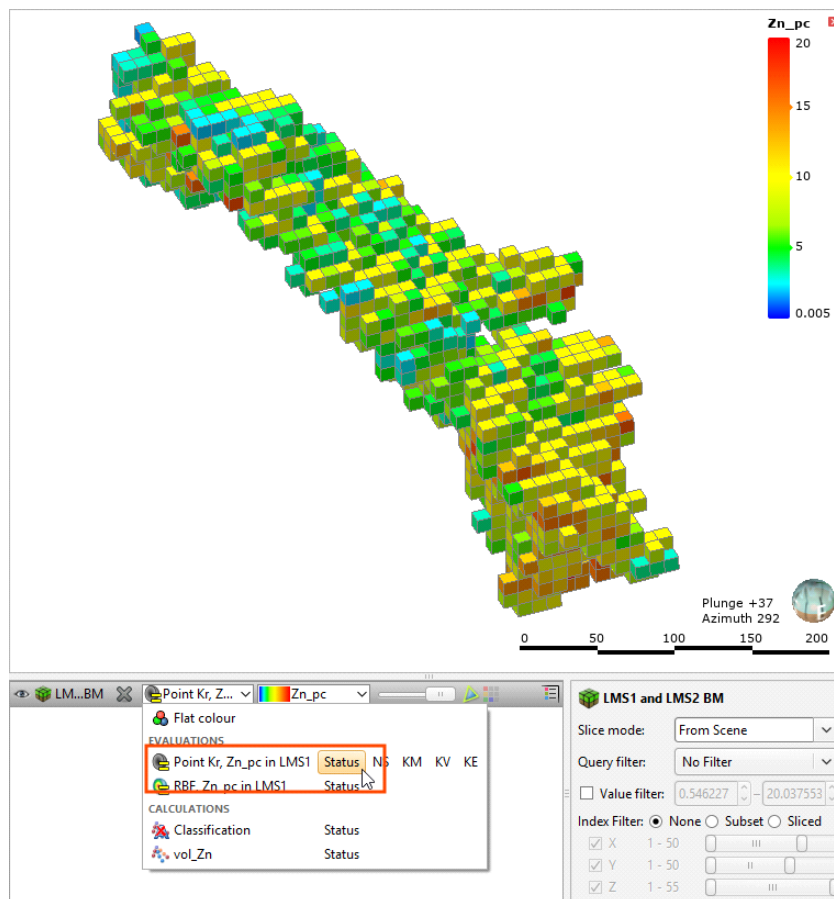 Zn_pc
20
15
10
5
0.005
Plunge +37
Azimuth 292
0 50 100 150 200
LM...BM Point Kr, Z... Zn_pc
Flat colour
EVALUATIONS
Point Kr, Zn_pc in LMS1 Status NS KM KV KE
RBF, Zn_pc in LMS1 Status
CALCULATIONS
Classification Status
vol_Zn Status
LMS1 and LMS2 BM
Slice mode: From Scene
Query filter: No Filter
Value filter: 0.546227 – 20.037553
Index Filter: None Subset Sliced
X 1 - 50
Y 1 - 50
Z 1 - 55